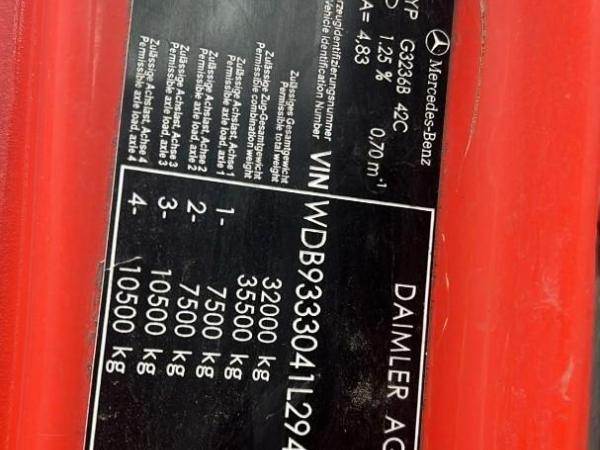 Mercedes-Benz
DAIMLER AG
TYP G3236B 42C
D 1.25 % 0,70 m⁻¹
A= 4,83
Fahrzeugidentifizierungsnummer
Vehicle Identification Number VIN WDB9333041L294
Zulässiges Gesamtgewicht
Permissible total weight 32000 kg
Zulässige Zug-Gesamtgewicht
Permissible combination weight 35500 kg
Zulässige Achslast, Achse 1
Permissible axle load, axle 1 1- 7500 kg
Zulässige Achslast, Achse 2
Permissible axle load, axle 2 2- 7500 kg
Zulässige Achslast, Achse 3
Permissible axle load, axle 3 3- 10500 kg
Zulässige Achslast, Achse 4
Permissible axle load, axle 4 4- 10500 kg